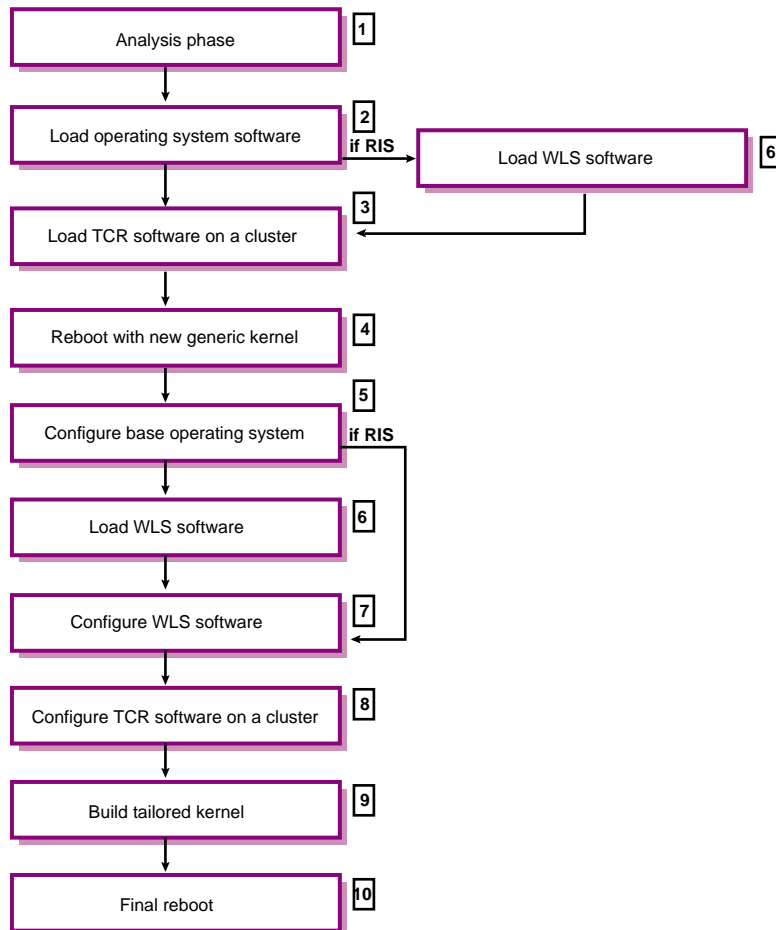 Analysis phase
1
Load operating system software
2
if RIS
Load WLS software
6
Load TCR software on a cluster
3
Reboot with new generic kernel
4
Configure base operating system
5
if RIS
Load WLS software
6
Configure WLS software
7
Configure TCR software on a cluster
8
Build tailored kernel
9
Final reboot
10